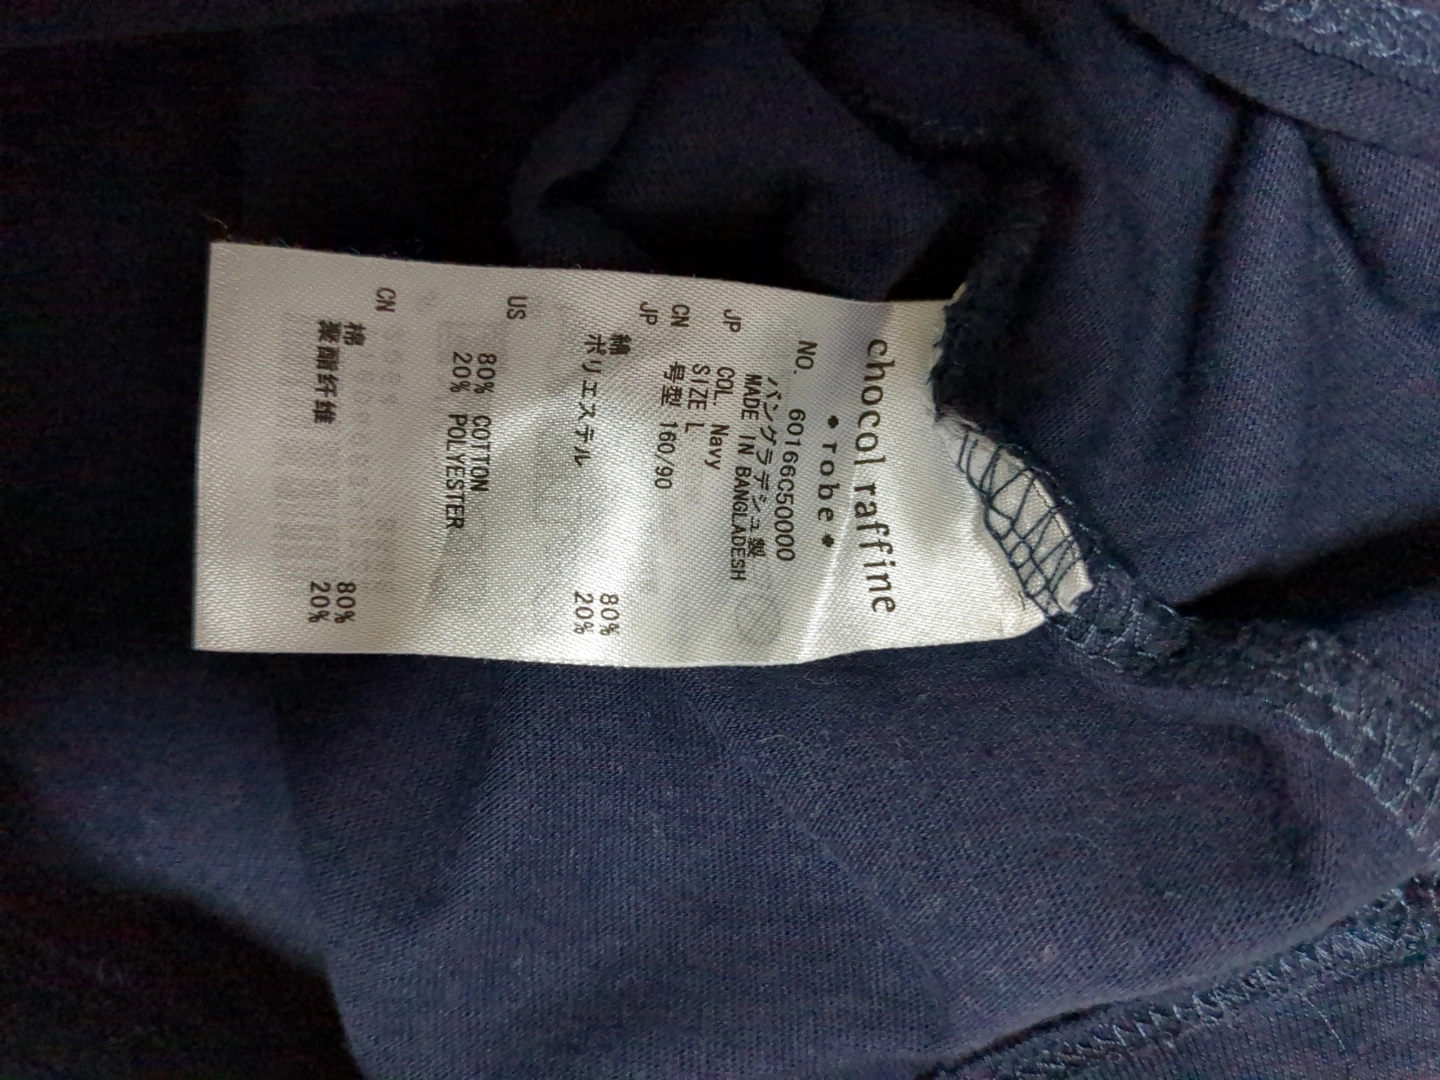 chocol raffine
◆robe◆
NO. 60166C50000
バングラデシュ製
MADE IN BANGLADESH
JP COL. Navy
SIZE L
CN 号型 160/90
JP 綿 80%
ポリエステル 20%
US 80% COTTON
20% POLYESTER
CN 棉 80%
聚酯纤维 20%